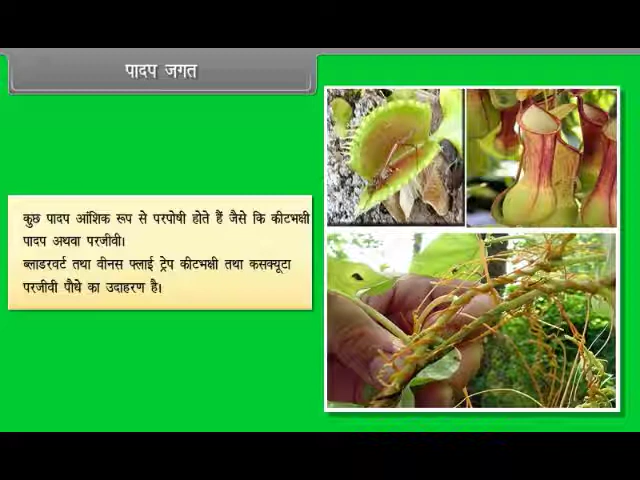 पादप जगत
कुछ पादप आंशिक रूप से परपोषी होते हैं जैसे कि कीटभक्षी
पादप अथवा परजीवी।
ब्लाडरवर्ट तथा वीनस फ्लाई ट्रेप कीटभक्षी तथा कसक्यूटा
परजीवी पौधे का उदाहरण है।